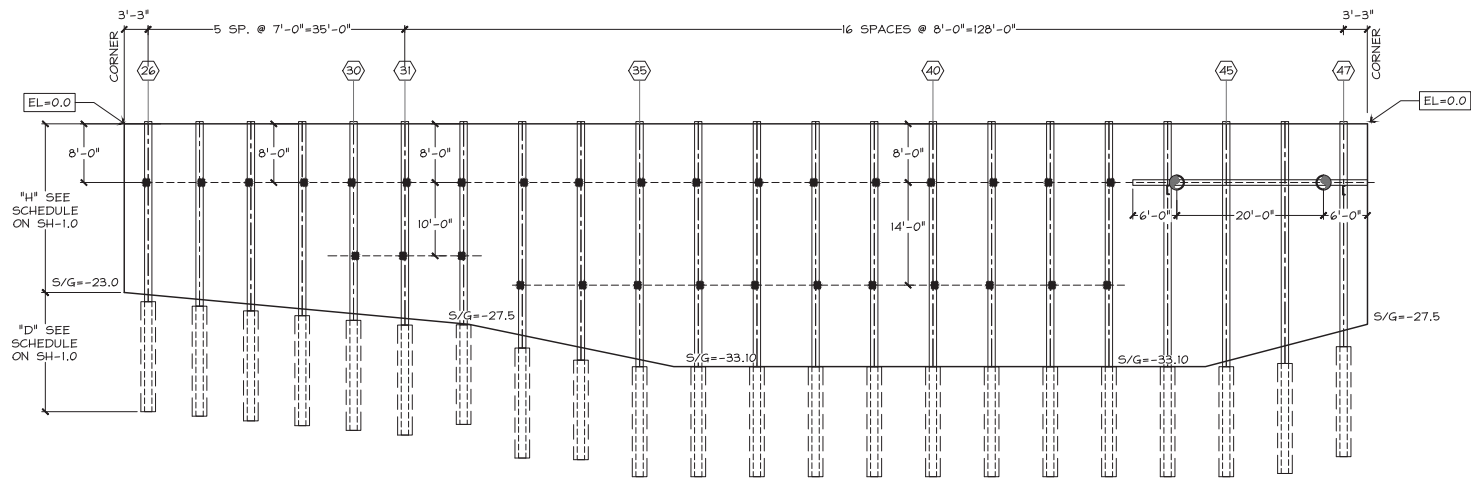 3'-3"
5 SP. @ 7'-0"=35'-0"
16 SPACES @ 8'-0"=128'-0"
3'-3"
CORNER
CORNER
26
30
31
35
40
45
47
EL=0.0
EL=0.0
8'-0"
8'-0"
8'-0"
8'-0"
"H" SEE
SCHEDULE
ON SH-1.0
10'-0"
14'-0"
6'-0"
20'-0"
6'-0"
S/G=-23.0
S/G=-27.5
S/G=-27.5
"D" SEE
SCHEDULE
ON SH-1.0
S/G=-33.10
S/G=-33.10